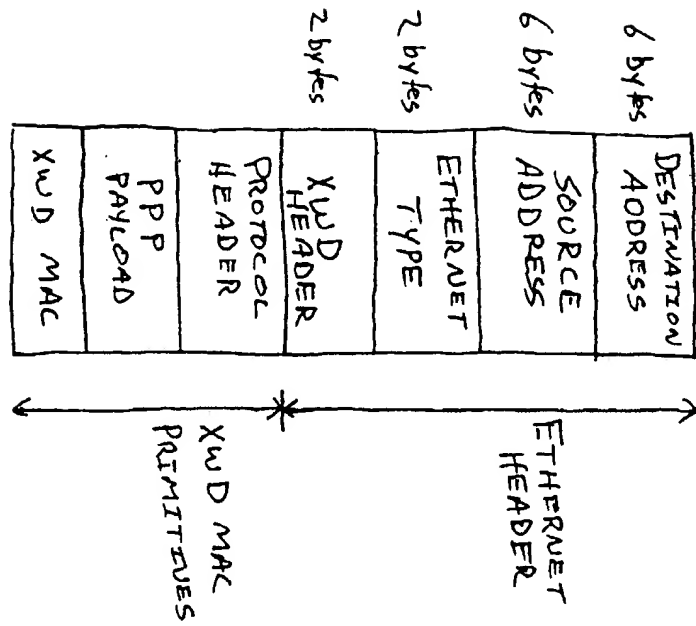 6 bytes
DESTINATION
ADDRESS
6 bytes
SOURCE
ADDRESS
2 bytes
ETHERNET
TYPE
2 bytes
XWD
HEADER
PROTOCOL
HEADER
PPP
PAYLOAD
XWD MAC
ETHERNET
HEADER
XWD MAC
PRIMITIVES